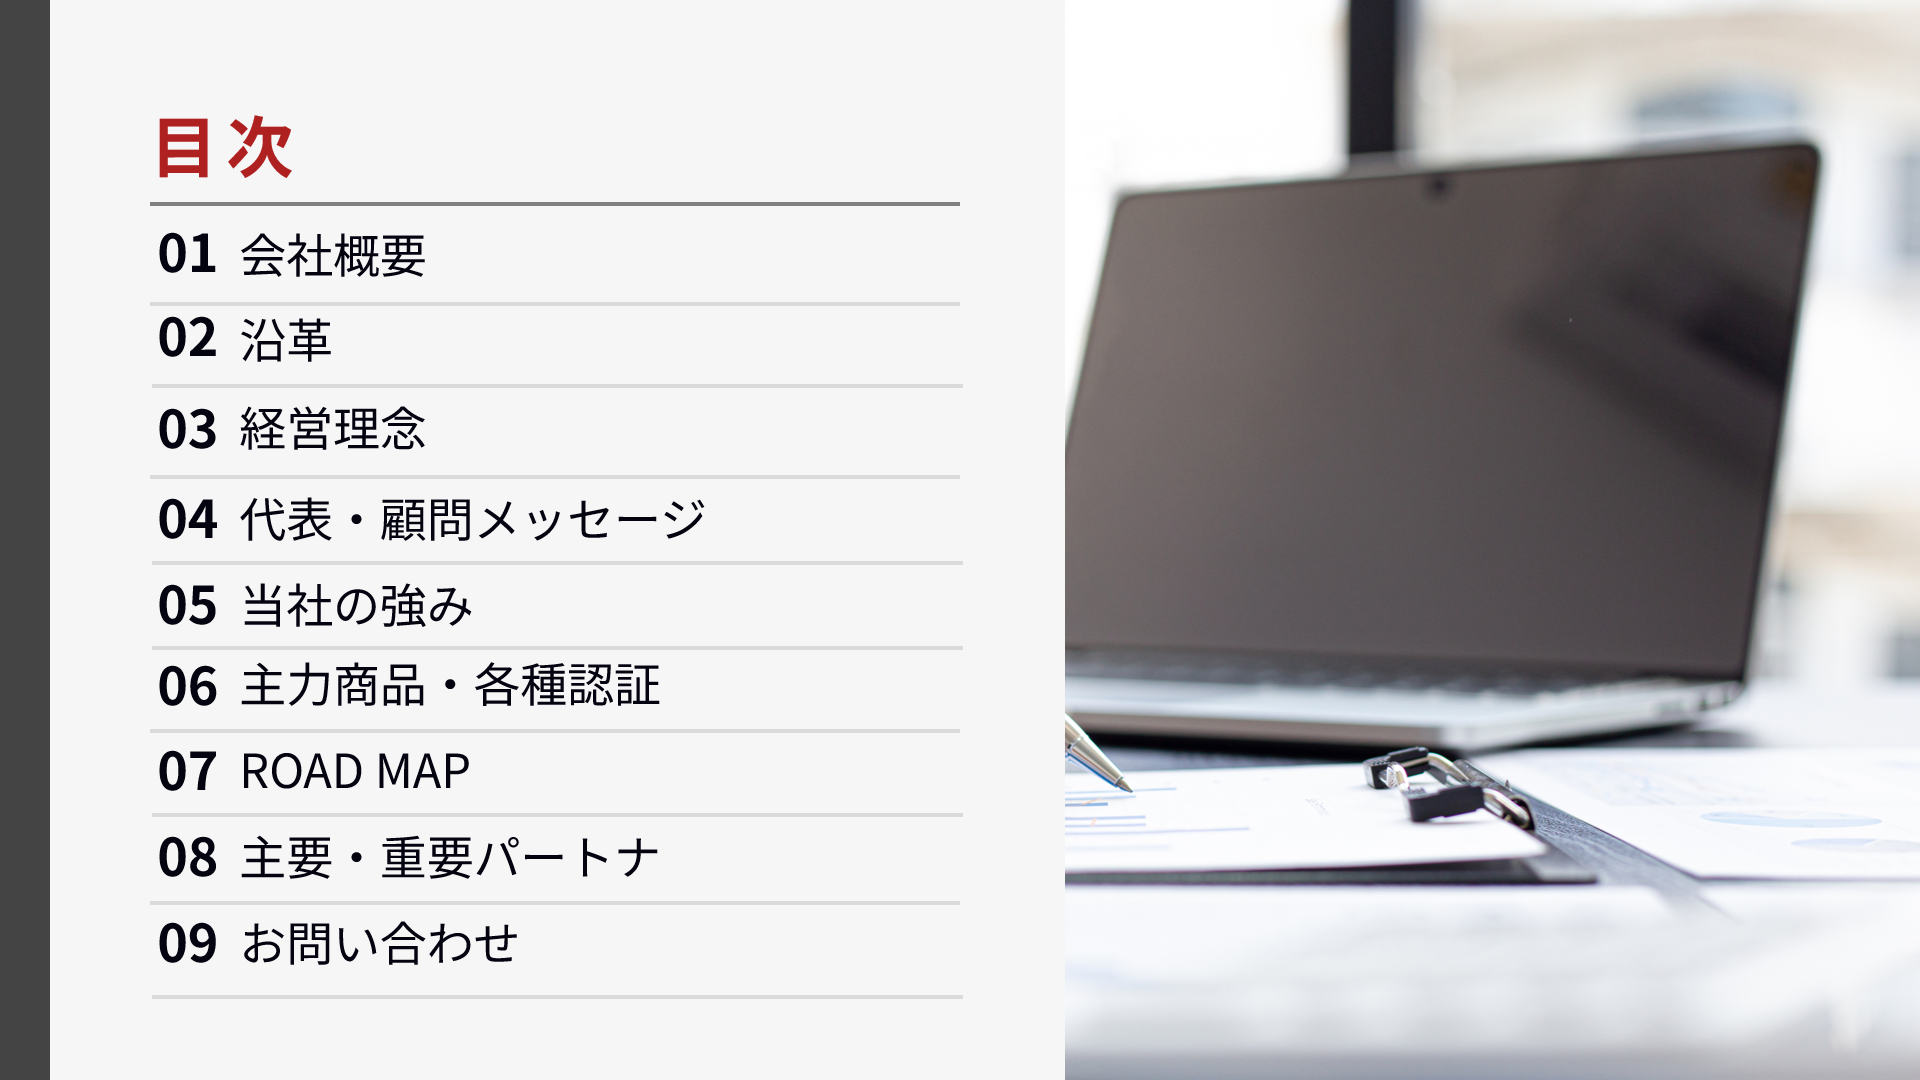 目次
01 会社概要
02 沿革
03 経営理念
04 代表・顧問メッセージ
05 当社の強み
06 主力商品・各種認証
07 ROAD MAP
08 主要・重要パートナ
09 お問い合わせ